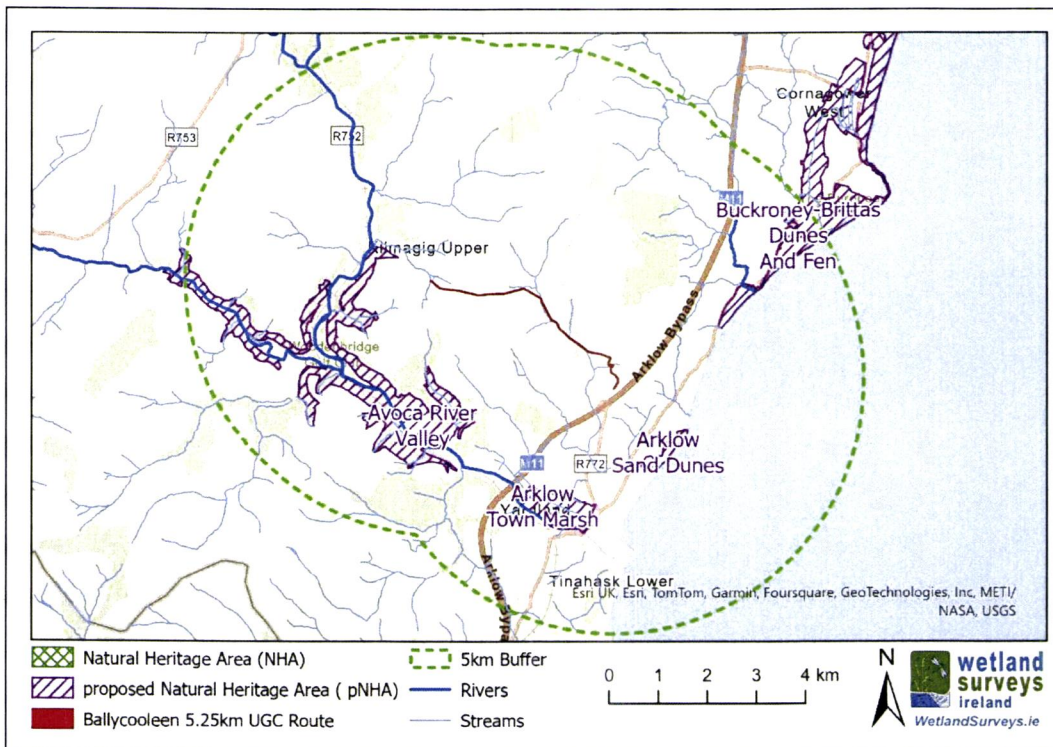 Cornagower
West
R753
R752
M11
Buckroney-Brittas
Dunes
And Fen
Kilmagig Upper
Arklow Bypass
Avoca River
Valley
Arklow
Sand Dunes
M11
R772
Arklow
Town Marsh
Tinahask Lower
Esri UK, Esri, TomTom, Garmin, Foursquare, GeoTechnologies, Inc, METI/
NASA, USGS
Natural Heritage Area (NHA)
5km Buffer
proposed Natural Heritage Area ( pNHA)
Rivers
Ballycooleen 5.25km UGC Route
Streams
0 1 2 4 km
N
wetland
surveys
ireland
WetlandSurveys.ie